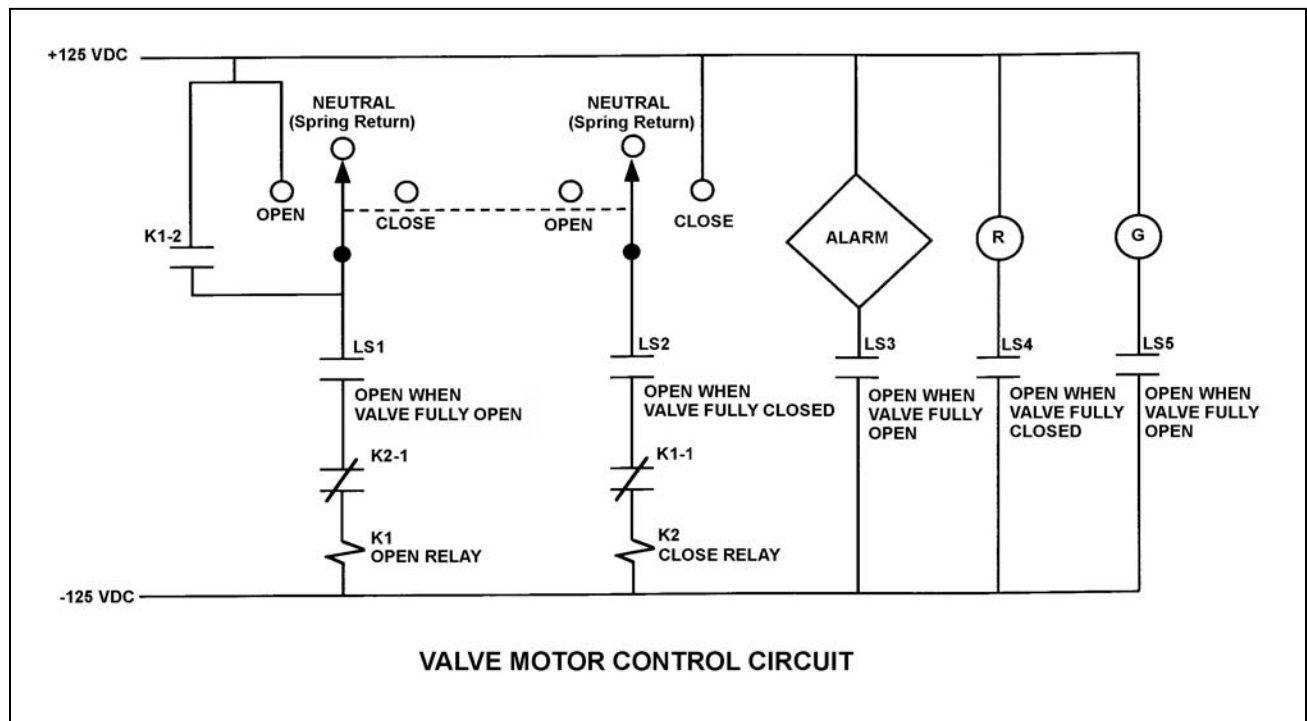 +125 VDC
NEUTRAL
(Spring Return)
NEUTRAL
(Spring Return)
OPEN
CLOSE
OPEN
CLOSE
ALARM
R
G
K1-2
LS1
OPEN WHEN
VALVE FULLY OPEN
LS2
OPEN WHEN
VALVE FULLY CLOSED
LS3
OPEN WHEN
VALVE FULLY
OPEN
LS4
OPEN WHEN
VALVE FULLY
CLOSED
LS5
OPEN WHEN
VALVE FULLY
OPEN
K2-1
K1-1
K1
OPEN RELAY
K2
CLOSE RELAY
-125 VDC
VALVE MOTOR CONTROL CIRCUIT